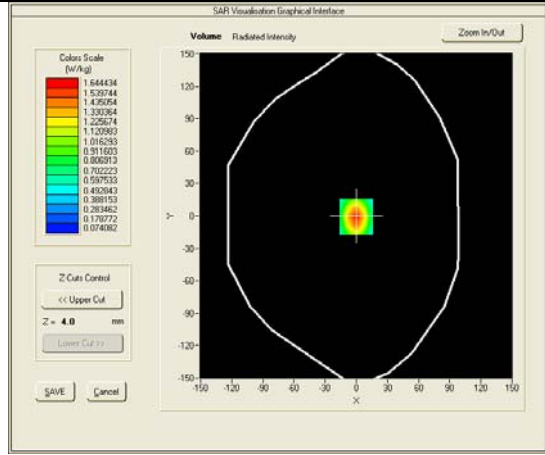 SAR Visualisation Graphical Interface
Volume Radiated Intensity
Zoom In/Out
Colors Scale
(W/kg)
1.644434
1.539744
1.435054
1.330364
1.225674
1.120983
1.016293
0.911603
0.806913
0.702223
0.597533
0.492843
0.388153
0.283462
0.178772
0.074082
Z Cuts Control
<< Upper Cut
Z = 4.0 mm
Lower Cut >>
SAVE Cancel
150
120
90
60
30
0
-30
-60
-90
-120
-150
Y
-150 -120 -90 -60 -30 0 30 60 90 120 150
X